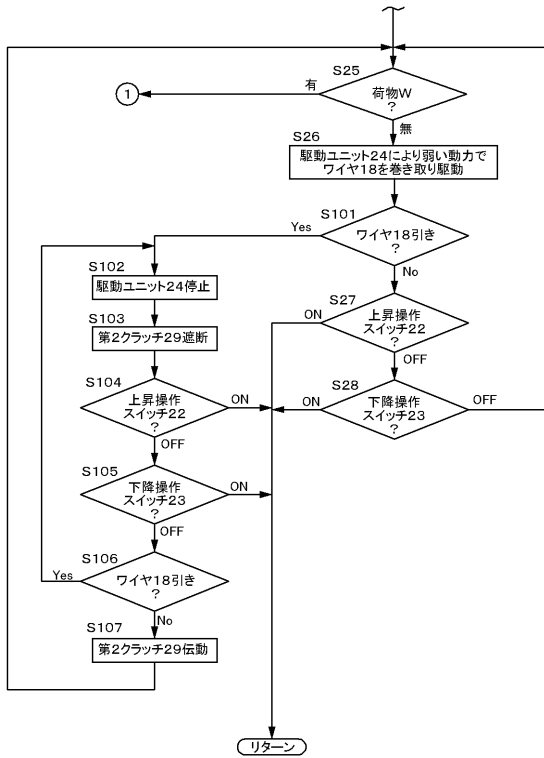 S25
有
荷物W
?
1
無
S26
駆動ユニット24により弱い動力で
ワイヤ18を巻き取り駆動
S101
Yes
ワイヤ18引き
?
No
S102
駆動ユニット24停止
S27
ON
上昇操作
スイッチ22
?
OFF
S103
第2クラッチ29遮断
S28
ON
下降操作
スイッチ23
?
OFF
S104
上昇操作
スイッチ22
?
ON
OFF
S105
下降操作
スイッチ23
?
ON
OFF
S106
Yes
ワイヤ18引き
?
No
S107
第2クラッチ29伝動
リターン